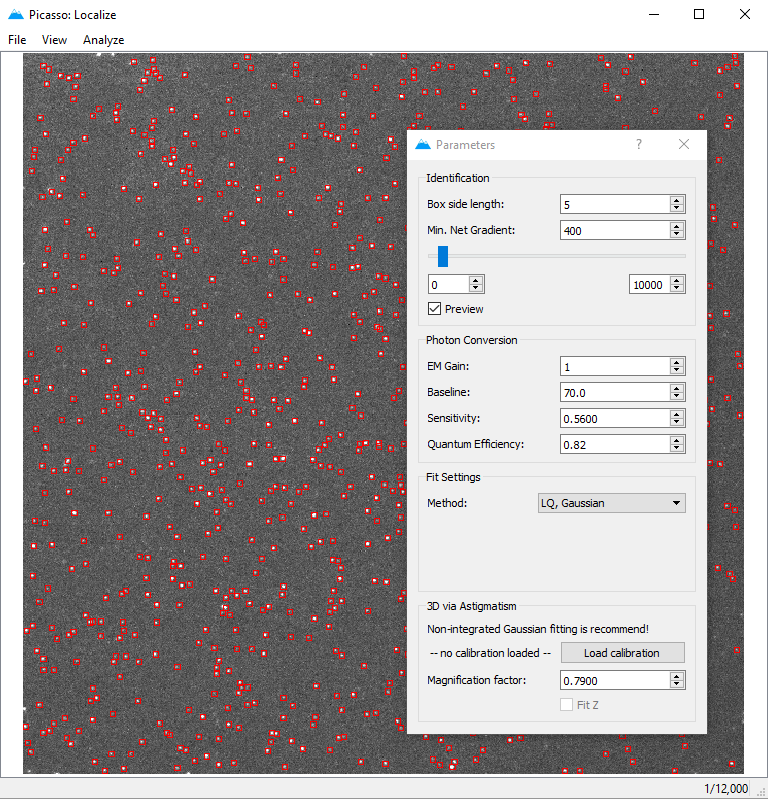 Picasso: Localize
File View Analyze
Parameters ?
Identification
Box side length: 5
Min. Net Gradient: 400
0 10000
Preview
Photon Conversion
EM Gain: 1
Baseline: 70.0
Sensitivity: 0.5600
Quantum Efficiency: 0.82
Fit Settings
Method: LQ, Gaussian
3D via Astigmatism
Non-integrated Gaussian fitting is recommend!
-- no calibration loaded -- Load calibration
Magnification factor: 0.7900
Fit Z
1/12,000